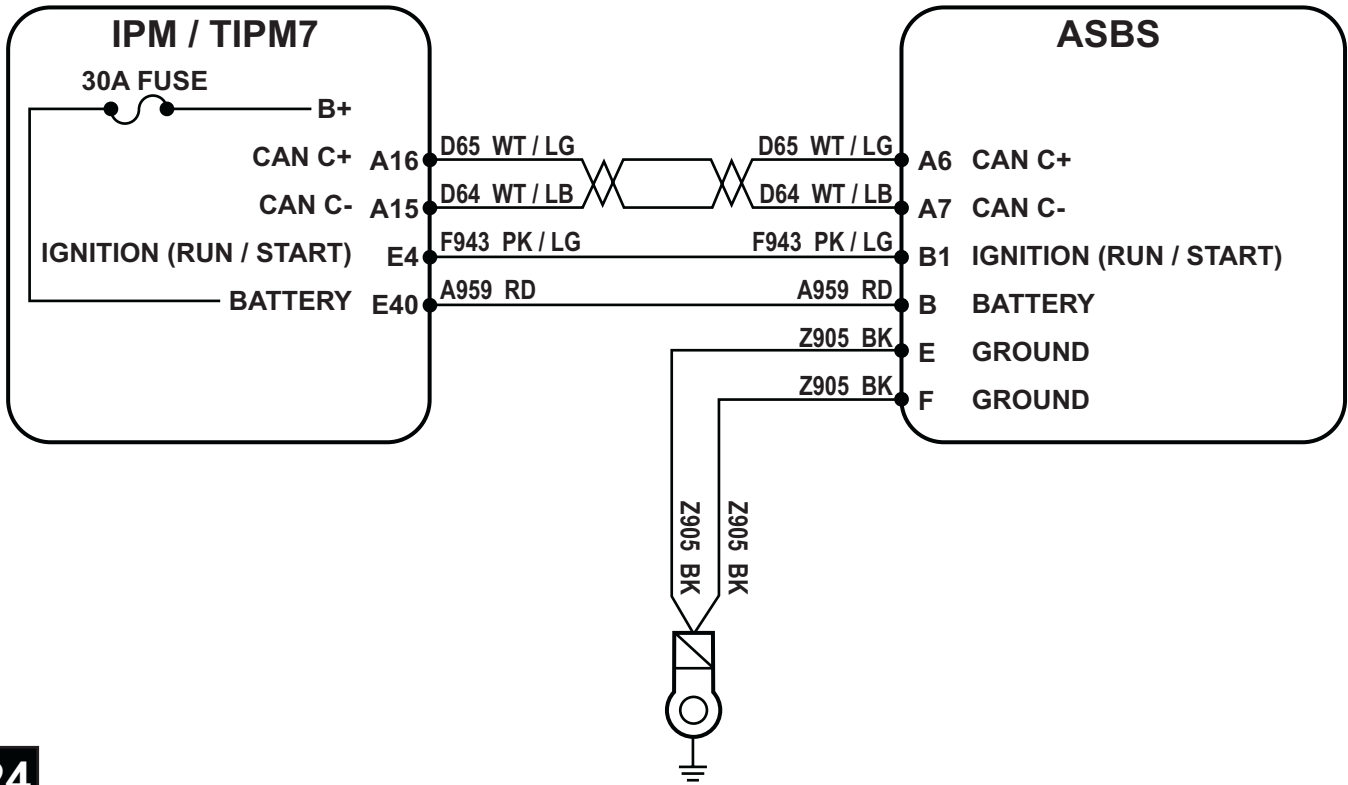 IPM / TIPM7
30A FUSE
B+
CAN C+ A16
CAN C- A15
IGNITION (RUN / START) E4
BATTERY E40
D65 WT / LG
D64 WT / LB
F943 PK / LG
A959 RD
D65 WT / LG
D64 WT / LB
F943 PK / LG
A959 RD
Z905 BK
Z905 BK
ASBS
A6 CAN C+
A7 CAN C-
B1 IGNITION (RUN / START)
B BATTERY
E GROUND
F GROUND
Z905 BK
Z905 BK
24